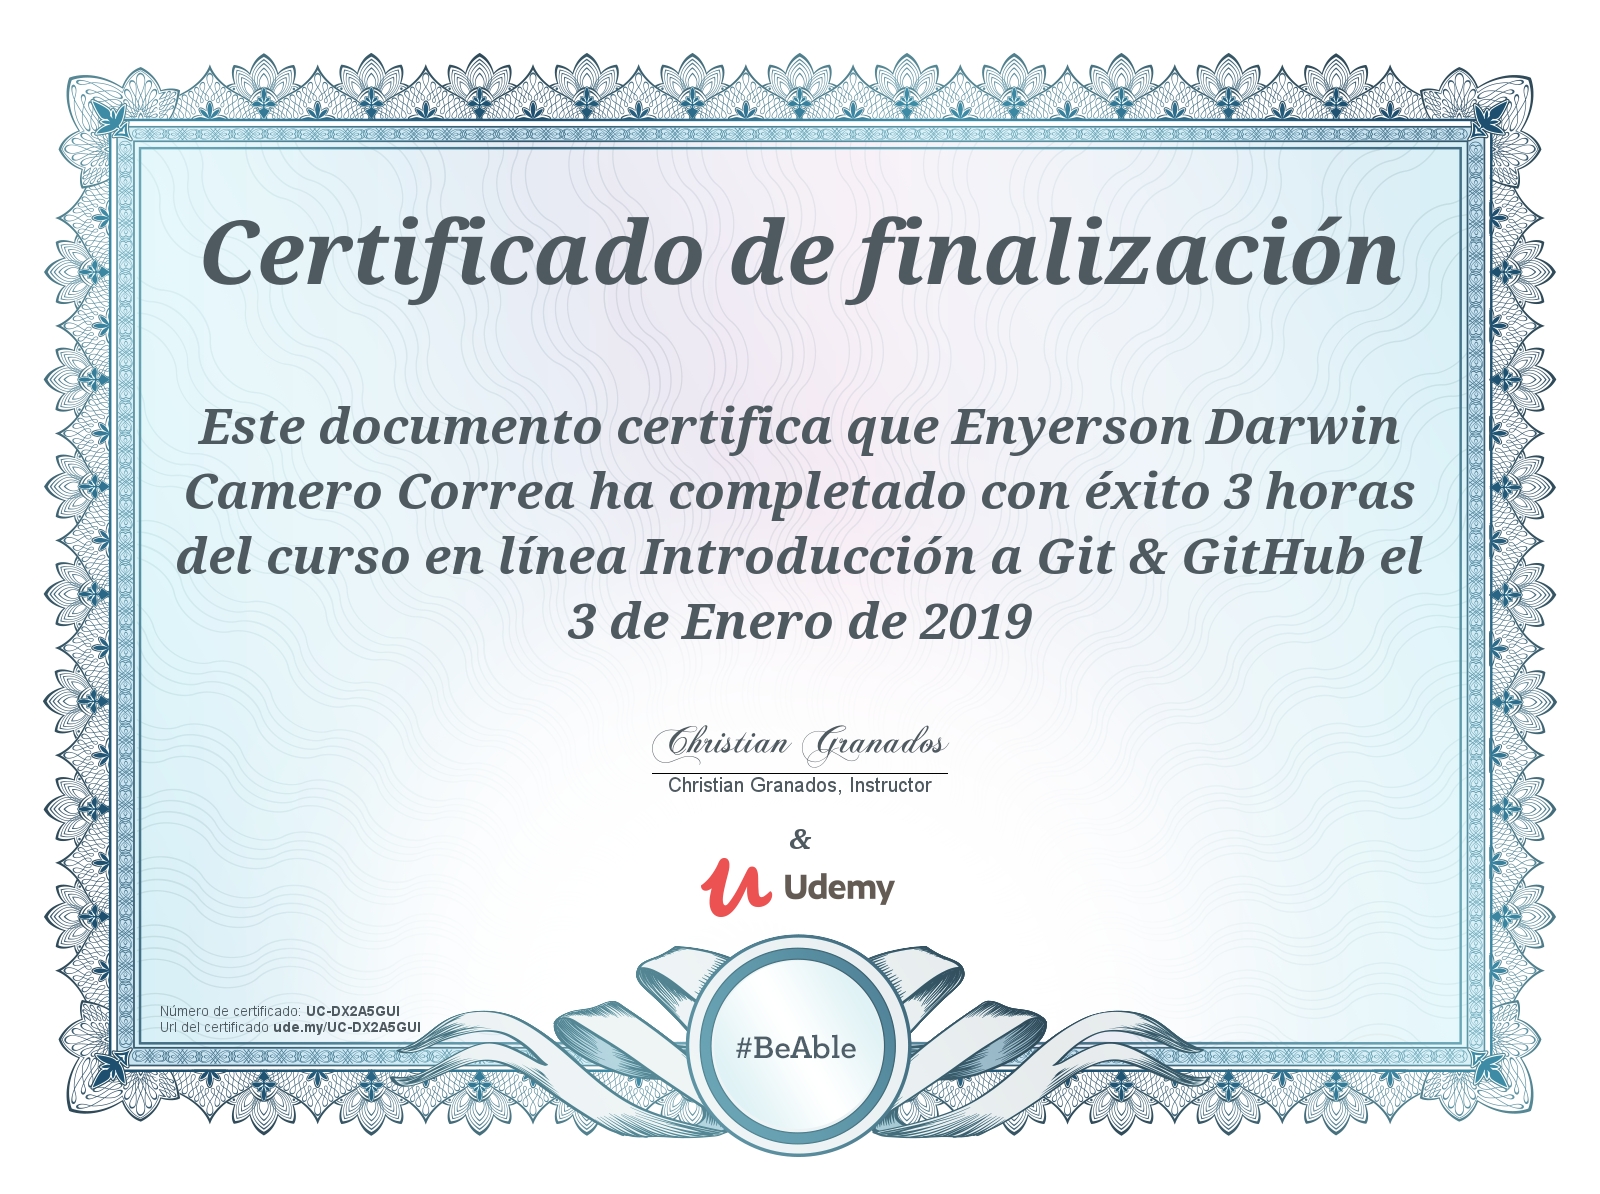 Certificado de finalización
Este documento certifica que Enyerson Darwin
Camero Correa ha completado con éxito 3 horas
del curso en línea Introducción a Git & GitHub el
3 de Enero de 2019
Christian Granados
Christian Granados, Instructor
&
Udemy
Número de certificado: UC-DX2A5GUI
Url del certificado ude.my/UC-DX2A5GUI
#BeAble